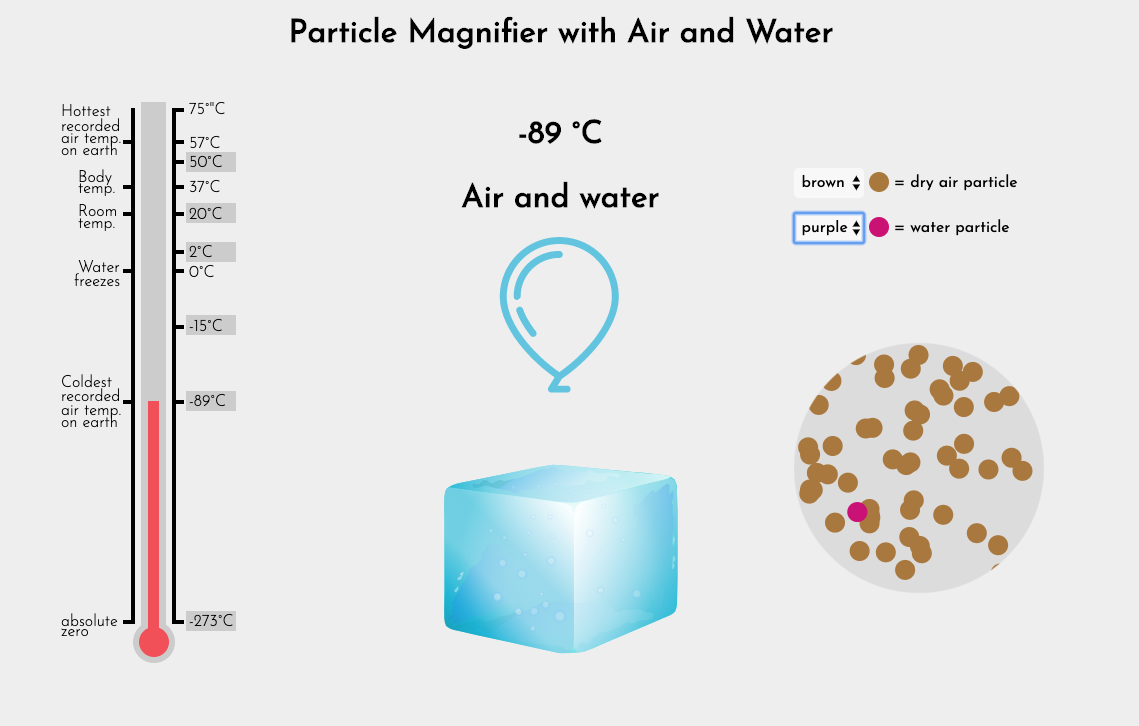 Particle Magnifier with Air and Water
Hottest
recorded
air temp.
on earth
Body
temp.
Room
temp.
Water
freezes
Coldest
recorded
air temp.
on earth
absolute
zero
75°"C
57°C
50°C
37°C
20°C
2°C
0°C
-15°C
-89°C
-273°C
-89 °C
Air and water
brown = dry air particle
purple = water particle